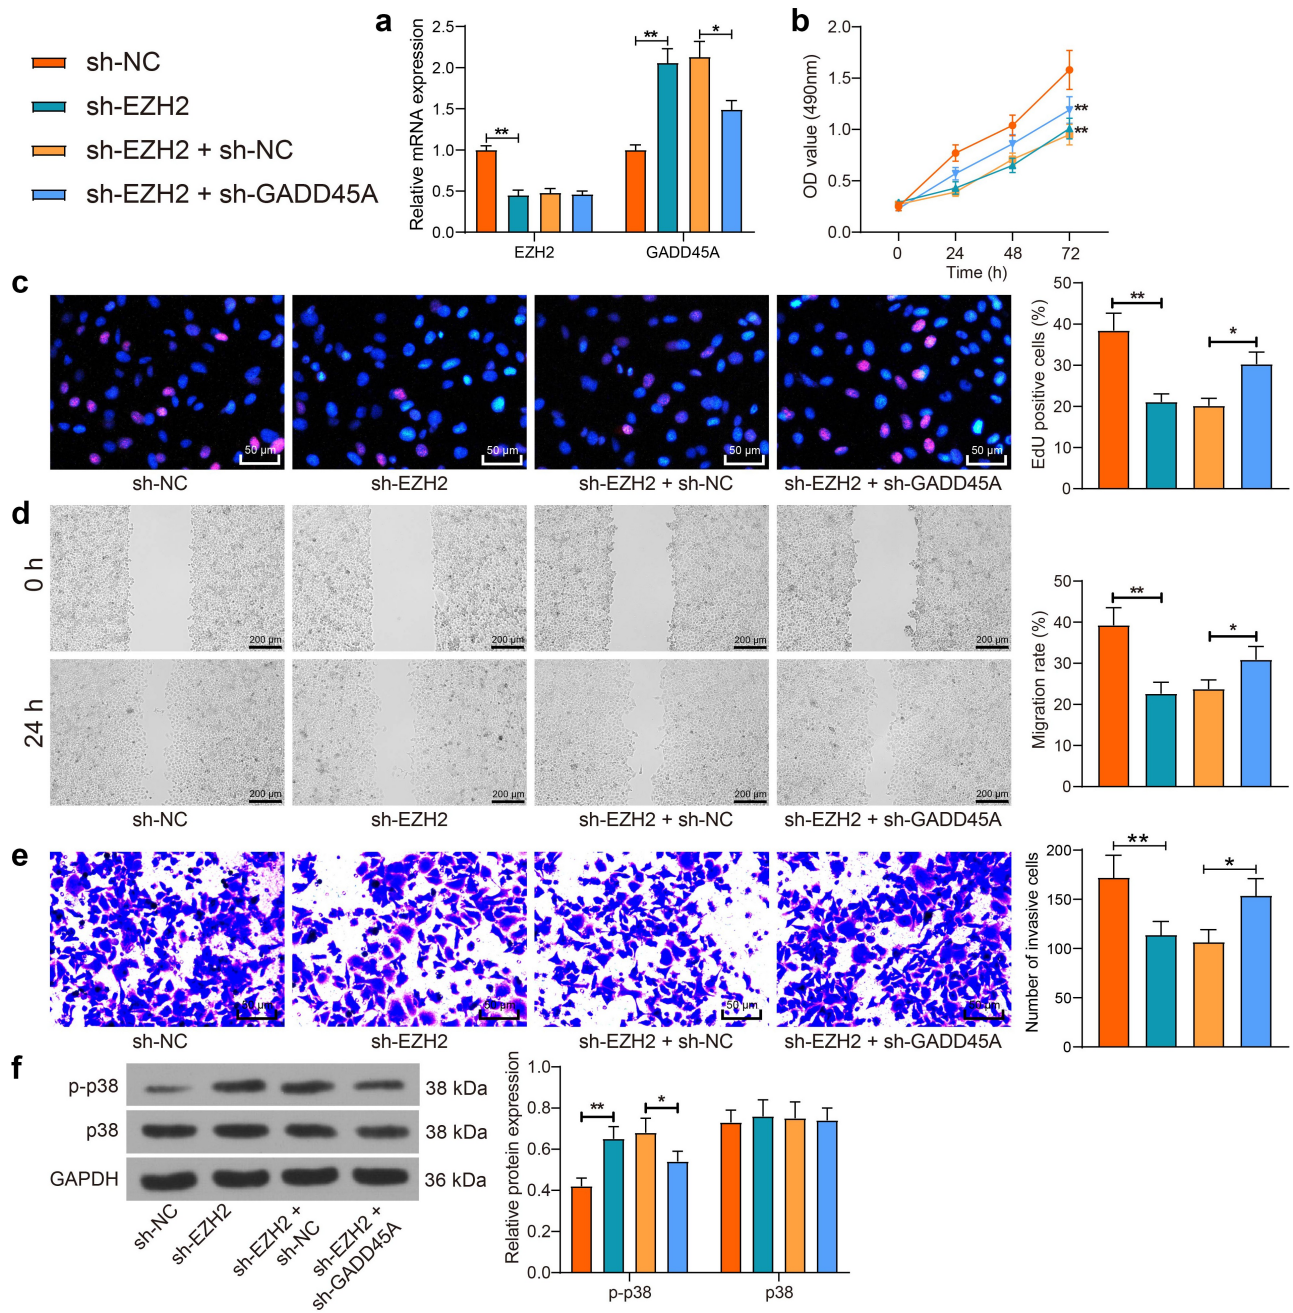 sh-NC
sh-EZH2
sh-EZH2 + sh-NC
sh-EZH2 + sh-GADD45A
a
Relative mRNA expression
2.5
2.0
1.5
1.0
0.5
0.0
**
**
*
EZH2
GADD45A
b
OD value (490nm)
2.0
1.5
1.0
0.5
0.0
**
**
0
24
48
72
Time (h)
c
50 μm
50 μm
50 μm
50 μm
sh-NC
sh-EZH2
sh-EZH2 + sh-NC
sh-EZH2 + sh-GADD45A
EdU positive cells (%)
50
40
30
20
10
0
**
*
d
0 h
200 μm
200 μm
200 μm
200 μm
24 h
200 μm
200 μm
200 μm
200 μm
sh-NC
sh-EZH2
sh-EZH2 + sh-NC
sh-EZH2 + sh-GADD45A
Migration rate (%)
50
40
30
20
10
0
**
*
e
50 μm
50 μm
50 μm
50 μm
sh-NC
sh-EZH2
sh-EZH2 + sh-NC
sh-EZH2 + sh-GADD45A
Number of invasive cells
200
150
100
50
0
**
*
f
p-p38
38 kDa
p38
38 kDa
GAPDH
36 kDa
sh-NC
sh-EZH2
sh-EZH2 +
sh-NC
sh-EZH2 +
sh-GADD45A
Relative protein expression
1.0
0.8
0.6
0.4
0.2
0.0
**
*
p-p38
p38